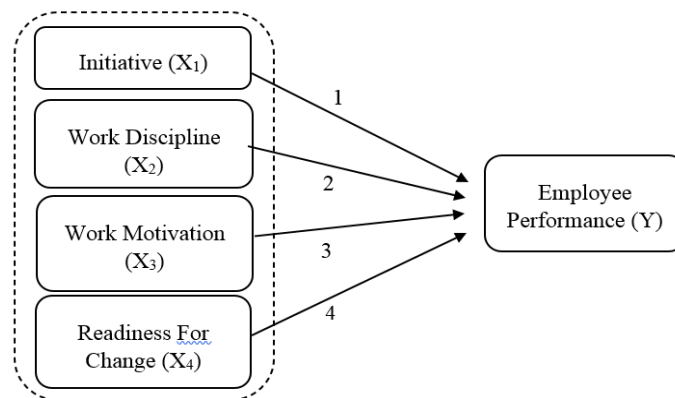 Initiative (X₁)
1
Work Discipline
(X₂)
2
Work Motivation
(X₃)
3
Readiness For
Change (X₄)
4
Employee
Performance (Y)